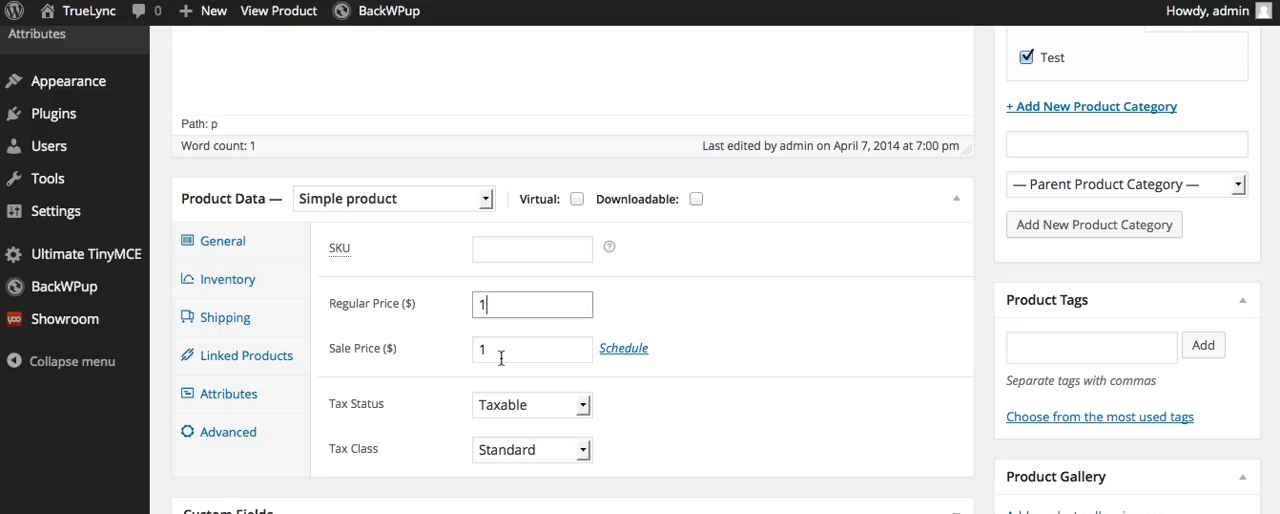 TrueLync 0 New View Product BackWPup Howdy, admin
Attributes
Appearance
Plugins
Users
Tools
Settings
Ultimate TinyMCE
BackWPup
yoo Showroom
Collapse menu
Path: p
Word count: 1 Last edited by admin on April 7, 2014 at 7:00 pm
Product Data — Simple product Virtual: Downloadable:
General
Inventory
Shipping
Linked Products
Attributes
Advanced
SKU ?
Regular Price ($) 1
Sale Price ($) 1 Schedule
Tax Status Taxable
Tax Class Standard
Custom Fields
Test
+ Add New Product Category
— Parent Product Category —
Add New Product Category
Product Tags
Add
Separate tags with commas
Choose from the most used tags
Product Gallery